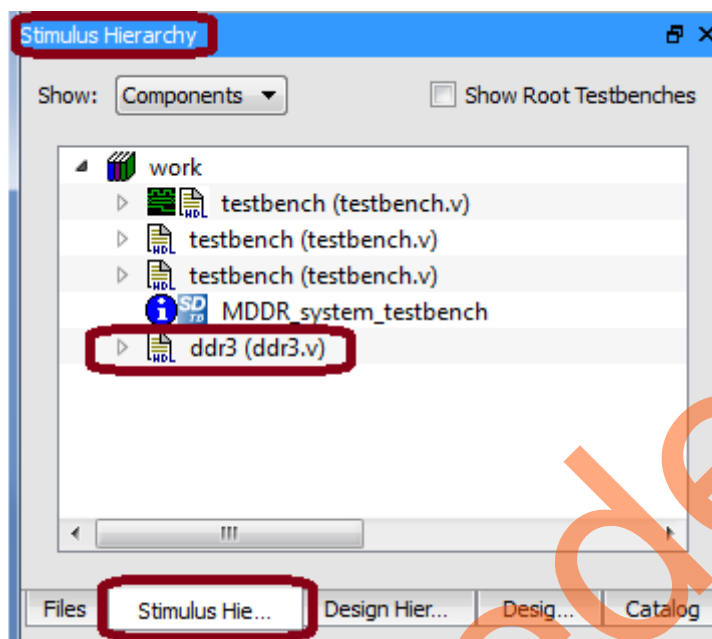 Stimulus Hierarchy
Show: Components Show Root Testbenches
work
testbench (testbench.v)
testbench (testbench.v)
testbench (testbench.v)
MDDR_system_testbench
ddr3 (ddr3.v)
Files Stimulus Hie... Design Hier... Desig... Catalog